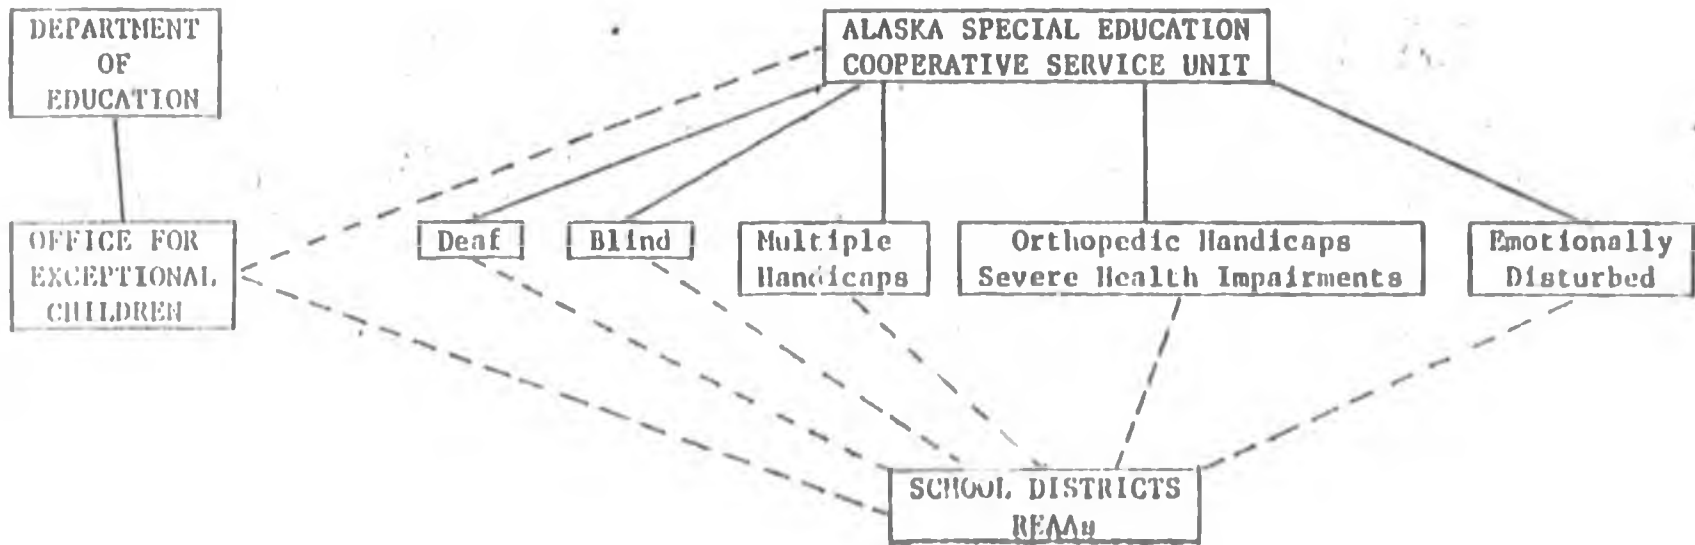 DEPARTMENT
OF
EDUCATION
ALASKA SPECIAL EDUCATION
COOPERATIVE SERVICE UNIT
OFFICE FOR
EXCEPTIONAL
CHILDREN
Deaf
Blind
Multiple
Handicaps
Orthopedic Handicaps
Severe Health Impairments
Emotionally
Disturbed
SCHOOL DISTRICTS
REAAs